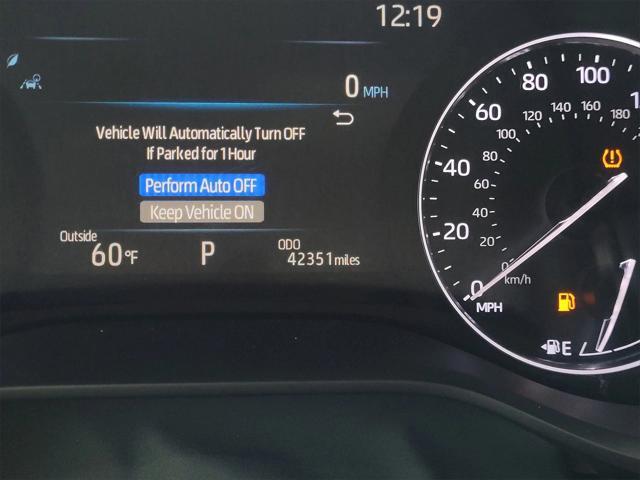 12:19
0 MPH
Vehicle Will Automatically Turn OFF
If Parked for 1 Hour
Perform Auto OFF
Keep Vehicle ON
Outside
60 °F
P
ODO
42351 miles
0
20
40
60
80
100
0
20
40
60
80
100
120
140
160
180
km/h
MPH
E